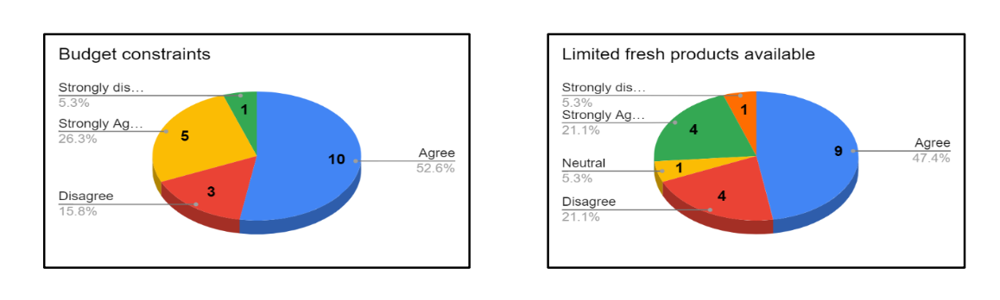 Budget constraints
Strongly dis…
5.3%
Strongly Ag…
26.3%
Disagree
15.8%
Agree
52.6%
1
5
10
3
Limited fresh products available
Strongly dis…
5.3%
Strongly Ag…
21.1%
Neutral
5.3%
Disagree
21.1%
Agree
47.4%
1
4
9
1
4